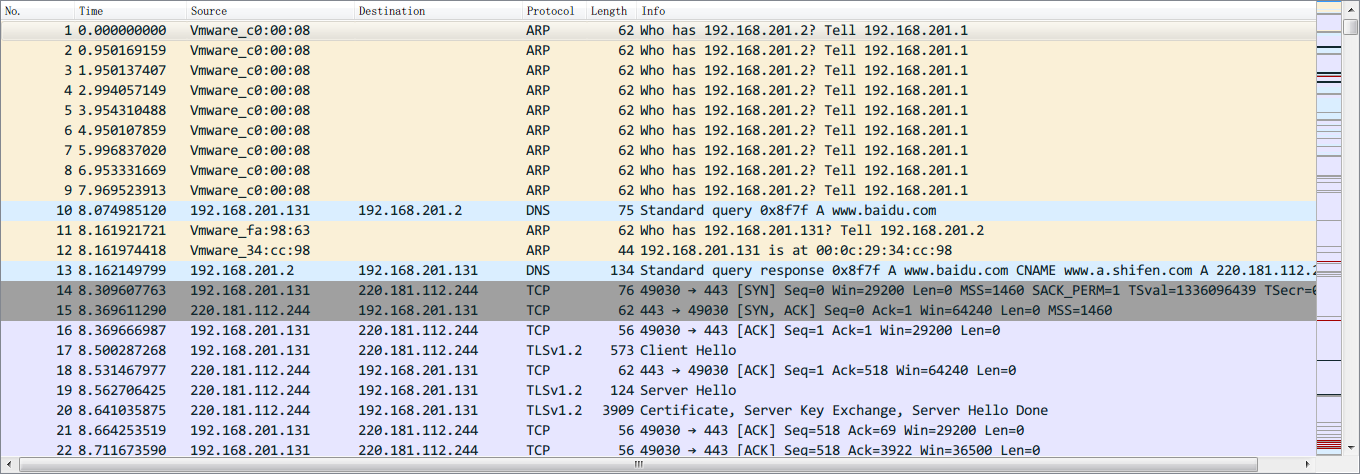 No. Time Source Destination Protocol Length Info
1 0.000000000 Vmware_c0:00:08 ARP 62 Who has 192.168.201.2? Tell 192.168.201.1
2 0.950169159 Vmware_c0:00:08 ARP 62 Who has 192.168.201.2? Tell 192.168.201.1
3 1.950137407 Vmware_c0:00:08 ARP 62 Who has 192.168.201.2? Tell 192.168.201.1
4 2.994057149 Vmware_c0:00:08 ARP 62 Who has 192.168.201.2? Tell 192.168.201.1
5 3.954310488 Vmware_c0:00:08 ARP 62 Who has 192.168.201.2? Tell 192.168.201.1
6 4.950107859 Vmware_c0:00:08 ARP 62 Who has 192.168.201.2? Tell 192.168.201.1
7 5.996837020 Vmware_c0:00:08 ARP 62 Who has 192.168.201.2? Tell 192.168.201.1
8 6.953331669 Vmware_c0:00:08 ARP 62 Who has 192.168.201.2? Tell 192.168.201.1
9 7.969523913 Vmware_c0:00:08 ARP 62 Who has 192.168.201.2? Tell 192.168.201.1
10 8.074985120 192.168.201.131 192.168.201.2 DNS 75 Standard query 0x8f7f A www.baidu.com
11 8.161921721 Vmware_fa:98:63 ARP 62 Who has 192.168.201.131? Tell 192.168.201.2
12 8.161974418 Vmware_34:cc:98 ARP 44 192.168.201.131 is at 00:0c:29:34:cc:98
13 8.162149799 192.168.201.2 192.168.201.131 DNS 134 Standard query response 0x8f7f A www.baidu.com CNAME www.a.shifen.com A 220.181.112.2
14 8.309607763 192.168.201.131 220.181.112.244 TCP 76 49030 → 443 [SYN] Seq=0 Win=29200 Len=0 MSS=1460 SACK_PERM=1 TSval=1336096439 TSecr=0
15 8.369611290 220.181.112.244 192.168.201.131 TCP 62 443 → 49030 [SYN, ACK] Seq=0 Ack=1 Win=64240 Len=0 MSS=1460
16 8.369666987 192.168.201.131 220.181.112.244 TCP 56 49030 → 443 [ACK] Seq=1 Ack=1 Win=29200 Len=0
17 8.500287268 192.168.201.131 220.181.112.244 TLSv1.2 573 Client Hello
18 8.531467977 220.181.112.244 192.168.201.131 TCP 62 443 → 49030 [ACK] Seq=1 Ack=518 Win=64240 Len=0
19 8.562706425 220.181.112.244 192.168.201.131 TLSv1.2 124 Server Hello
20 8.641035875 220.181.112.244 192.168.201.131 TLSv1.2 3909 Certificate, Server Key Exchange, Server Hello Done
21 8.664253519 192.168.201.131 220.181.112.244 TCP 56 49030 → 443 [ACK] Seq=518 Ack=69 Win=29200 Len=0
22 8.711673590 192.168.201.131 220.181.112.244 TCP 56 49030 → 443 [ACK] Seq=518 Ack=3922 Win=36500 Len=0